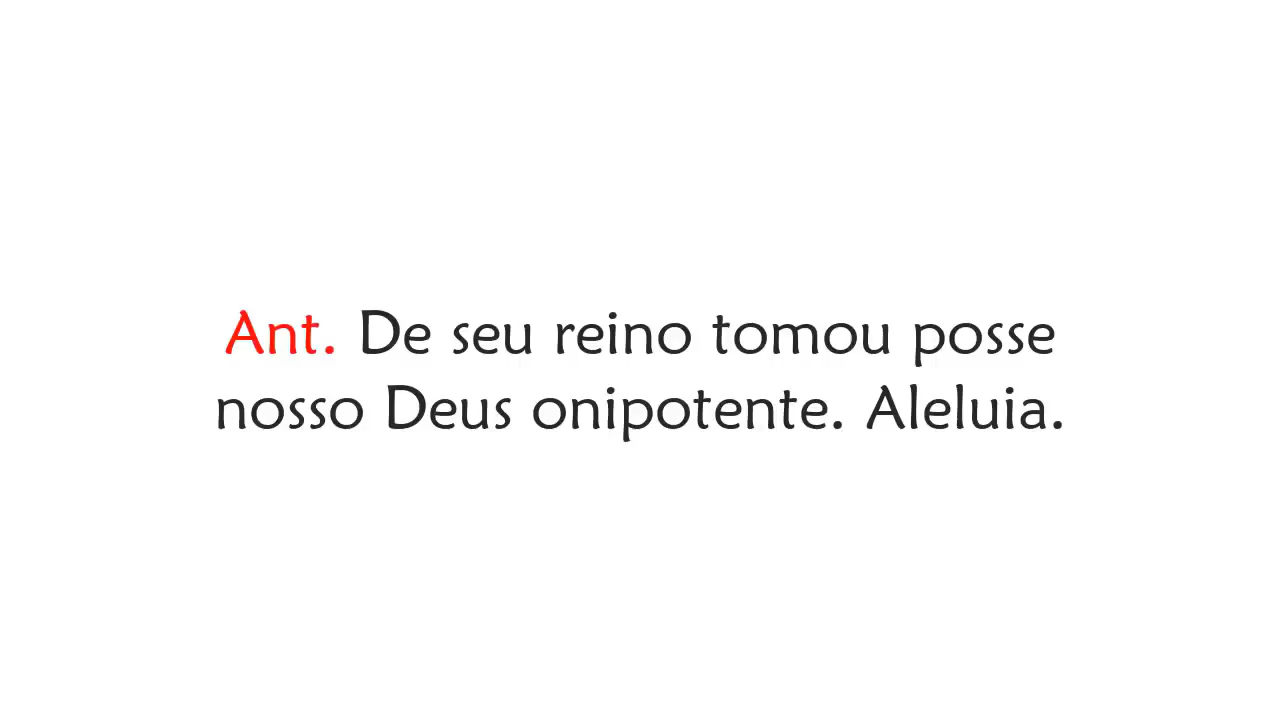 Ant. De seu reino tomou posse
nosso Deus onipotente. Aleluia.